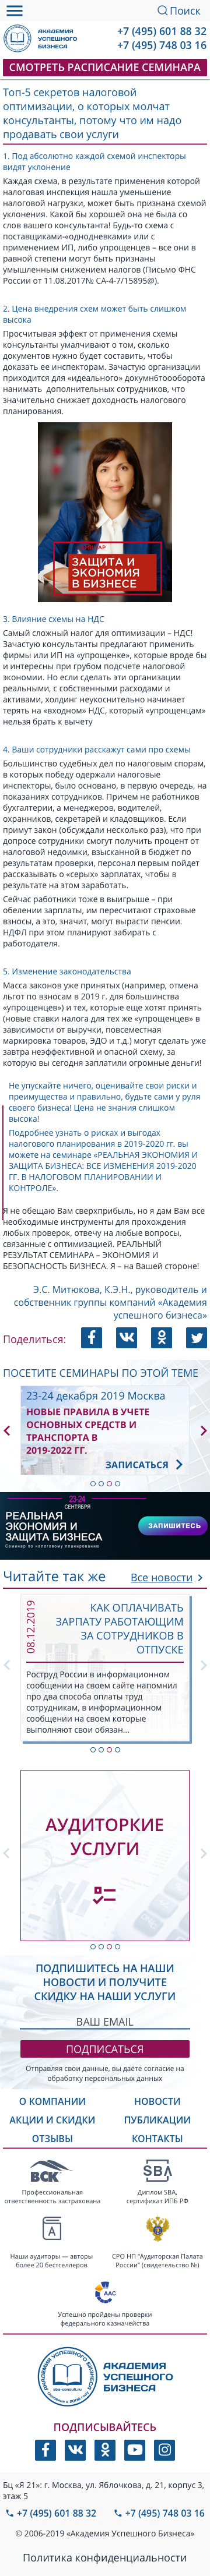 Поиск
АКАДЕМИЯ
УСПЕШНОГО
БИЗНЕСА
+7 (495) 601 88 32
+7 (495) 748 03 16
СМОТРЕТЬ РАСПИСАНИЕ СЕМИНАРА
Топ-5 секретов налоговой
оптимизации, о которых молчат
консультанты, потому что им надо
продавать свои услуги
1. Под абсолютно каждой схемой инспекторы
видят уклонение
Каждая схема, в результате применения которой
налоговая инспекция нашла уменьшение
налоговой нагрузки, может быть признана схемой
уклонения. Какой бы хорошей она не была со
слов вашего консультанта! Будь-то схема с
поставщиками-«однодневками» или с
применением ИП, либо упрощенцев – все они в
равной степени могут быть признаны
умышленным снижением налогов (Письмо ФНС
России от 11.08.2017№ СА-4-7/15895@).
2. Цена внедрения схем может быть слишком
высока
Просчитывая эффект от применения схемы
консультанты умалчивают о том, сколько
документов нужно будет составить, чтобы
доказать ее инспекторам. Зачастую организации
приходится для «идеального» документооборота
нанимать дополнительных сотрудников, что
значительно снижает доходность налогового
планирования.
ЗАЩИТА И
ЭКОНОМИЯ
В БИЗНЕСЕ
3. Влияние схемы на НДС
Самый сложный налог для оптимизации – НДС!
Зачастую консультанты предлагают применить
фирмы или ИП на «упрощенке», которые вроде бы
и интересны при грубом подсчете налоговой
экономии. Но если сделать эти организации
реальными, с собственными расходами и
активами, холдинг неукоснительно начинает
терять на «входном» НДС, который «упрощенцам»
нельзя брать к вычету
4. Ваши сотрудники расскажут сами про схемы
Большинство судебных дел по налоговым спорам,
в которых победу одержали налоговые
инспекторы, было основано, в первую очередь, на
показаниях сотрудников. Причем не работников
бухгалтерии, а менеджеров, водителей,
охранников, секретарей и кладовщиков. Если
примут закон (обсуждали несколько раз), что при
допросе сотрудники смогут получить процент от
налоговой недоимки, взысканной в бюджет по
результатам проверки, персонал первым пойдет
рассказывать о «серых» зарплатах, чтобы в
результате на этом заработать.
Сейчас работники тоже в выигрыше – при
обелении зарплаты, им пересчитают страховые
взносы, а это, значит, могут вырасти пенсии.
НДФЛ при этом планируют забирать с
работодателя.
5. Изменение законодательства
Масса законов уже принятых (например, отмена
льгот по взносам в 2019 г. для большинства
«упрощенцев») и тех, которые еще хотят принять
(новые ставки налога для тех же «упрощенцев» в
зависимости от выручки, повсеместная
маркировка товаров, ЭДО и т.д.) могут сделать уже
завтра неэффективной и опасной схему, за
которую вы сегодня заплатили огромные деньги!
Не упускайте ничего, оценивайте свои риски и
преимущества и правильно, будьте сами у руля
своего бизнеса! Цена не знания слишком
высока!
Подробнее узнать о рисках и выгодах
налогового планирования в 2019-2020 гг. вы
можете на семинаре «РЕАЛЬНАЯ ЭКОНОМИЯ И
ЗАЩИТА БИЗНЕСА: ВСЕ ИЗМЕНЕНИЯ 2019-2020
ГГ. В НАЛОГОВОМ ПЛАНИРОВАНИИ И
КОНТРОЛЕ».
Я не обещаю Вам сверхприбыль, но я дам Вам все
необходимые инструменты для прохождения
любых проверок, отвечу на любые вопросы,
связанные с оптимизацией. РЕАЛЬНЫЙ
РЕЗУЛЬТАТ СЕМИНАРА – ЭКОНОМИЯ И
БЕЗОПАСНОСТЬ БИЗНЕСА. Я – на Вашей стороне!
Э.С. Митюкова, К.Э.Н., руководитель и
собственник группы компаний «Академия
успешного бизнеса»
Поделиться:
ПОСЕТИТЕ СЕМИНАРЫ ПО ЭТОЙ ТЕМЕ
23-24 декабря 2019 Москва
НОВЫЕ ПРАВИЛА В УЧЕТЕ
ОСНОВНЫХ СРЕДСТВ И
ТРАНСПОРТА В
2019-2022 ГГ.
ЗАПИСАТЬСЯ
23-24
СЕНТЯБРЯ
РЕАЛЬНАЯ
ЭКОНОМИЯ И
ЗАЩИТА БИЗНЕСА
Семинар по налоговому планированию
ЗАПИШИТЕСЬ
Читайте так же
Все новости
08.12.2019
КАК ОПЛАЧИВАТЬ
ЗАРПАТУ РАБОТАЮЩИМ
ЗА СОТРУДНИКОВ В
ОТПУСКЕ
Роструд России в информационном
сообщении на своем сайте напомнил
про два способа оплаты труд
сотрудникам, в информационном
сообщении на своем которые
выполняют свои обязан...
АУДИТОРКИЕ
УСЛУГИ
ПОДПИШИТЕСЬ НА НАШИ
НОВОСТИ И ПОЛУЧИТЕ
СКИДКУ НА НАШИ УСЛУГИ
ВАШ EMAIL
ПОДПИСАТЬСЯ
Отправляя свои данные, вы даёте согласие на
обработку персональных данных
О КОМПАНИИ
НОВОСТИ
АКЦИИ И СКИДКИ
ПУБЛИКАЦИИ
ОТЗЫВЫ
КОНТАКТЫ
ВСК
Профессиональная
ответственность застрахована
SBA
Диплом SBA,
сертификат ИПБ РФ
Наши аудиторы — авторы
более 20 бестселлеров
СРО НП "Аудиторская Палата
России" (свидетельство №)
ААС
Успешно пройдены проверки
федерального казначейства
АКАДЕМИЯ
УСПЕШНОГО
БИЗНЕСА
ПОДПИСЫВАЙТЕСЬ
Бц «Я 21»: г. Москва, ул. Яблочкова, д. 21, корпус 3,
этаж 5
+7 (495) 601 88 32
+7 (495) 748 03 16
© 2006-2019 «Академия Успешного Бизнеса»
Политика конфиденциальности